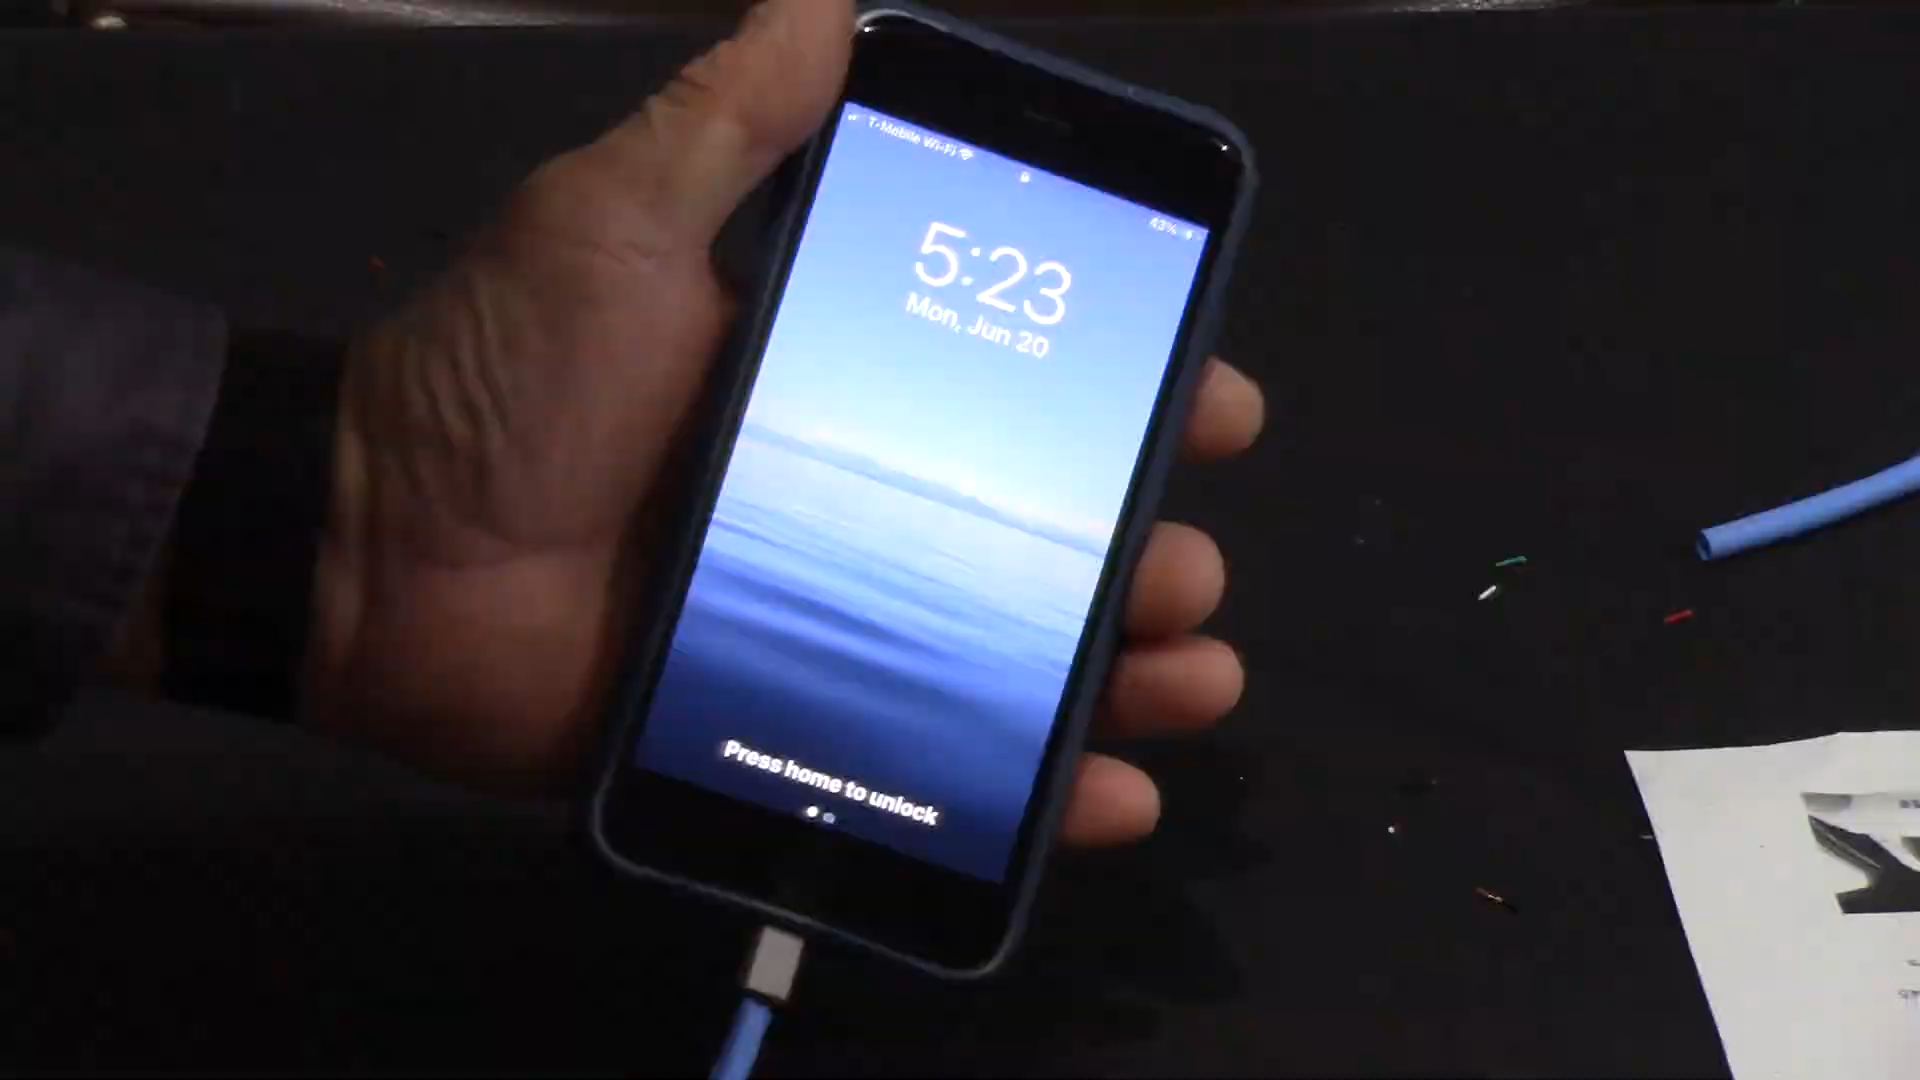 T-Mobile Wi-Fi
43%
5:23
Mon, Jun 20
Press home to unlock